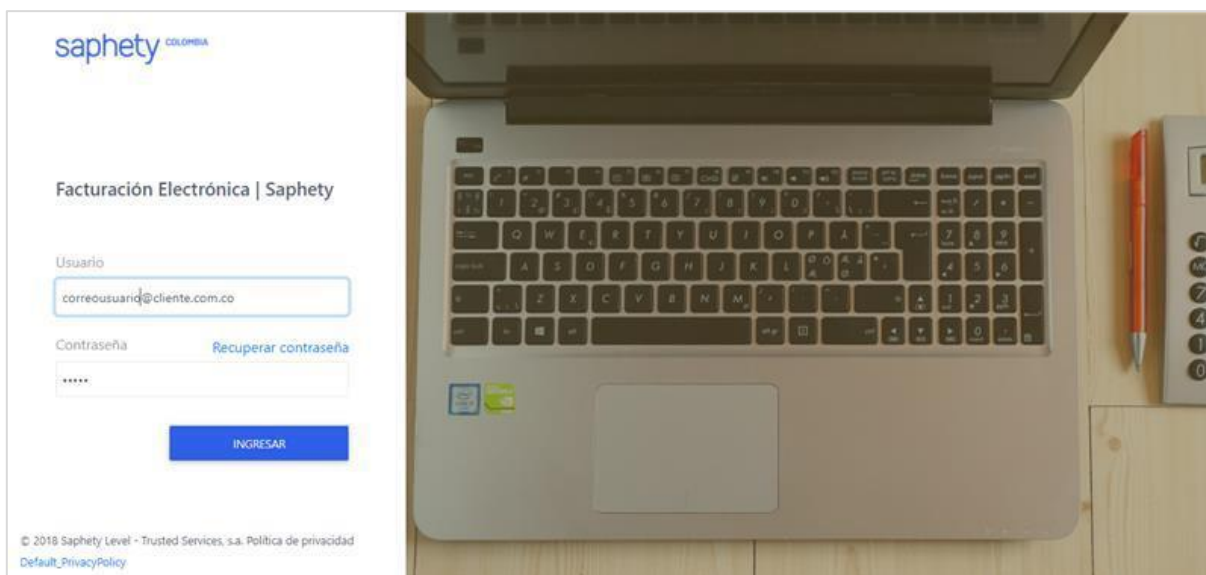 saphety COLOMBIA
Facturación Electrónica | Saphety
Usuario
correousuario@cliente.com.co
Contraseña
Recuperar contraseña
•••••
INGRESAR
© 2018 Saphety Level - Trusted Services, s.a. Política de privacidad
Default_PrivacyPolicy